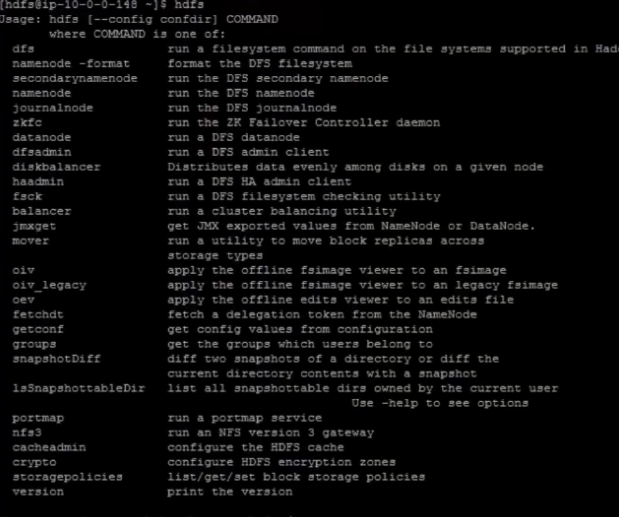 [hdfs@ip-10-0-0-148 ~]$ hdfs
Usage: hdfs [--config confdir] COMMAND
where COMMAND is one of:
dfs run a filesystem command on the file systems supported in Had
namenode -format format the DFS filesystem
secondarynamenode run the DFS secondary namenode
namenode run the DFS namenode
journalnode run the DFS journalnode
zkfc run the ZK Failover Controller daemon
datanode run a DFS datanode
dfsadmin run a DFS admin client
diskbalancer Distributes data evenly among disks on a given node
haadmin run a DFS HA admin client
fsck run a DFS filesystem checking utility
balancer run a cluster balancing utility
jmxget get JMX exported values from NameNode or DataNode.
mover run a utility to move block replicas across
storage types
oiv apply the offline fsimage viewer to an fsimage
oiv_legacy apply the offline fsimage viewer to an legacy fsimage
oev apply the offline edits viewer to an edits file
fetchdt fetch a delegation token from the NameNode
getconf get config values from configuration
groups get the groups which users belong to
snapshotDiff diff two snapshots of a directory or diff the
current directory contents with a snapshot
lsSnapshottableDir list all snapshottable dirs owned by the current user
Use -help to see options
portmap run a portmap service
nfs3 run an NFS version 3 gateway
cacheadmin configure the HDFS cache
crypto configure HDFS encryption zones
storagepolicies list/get/set block storage policies
version print the version